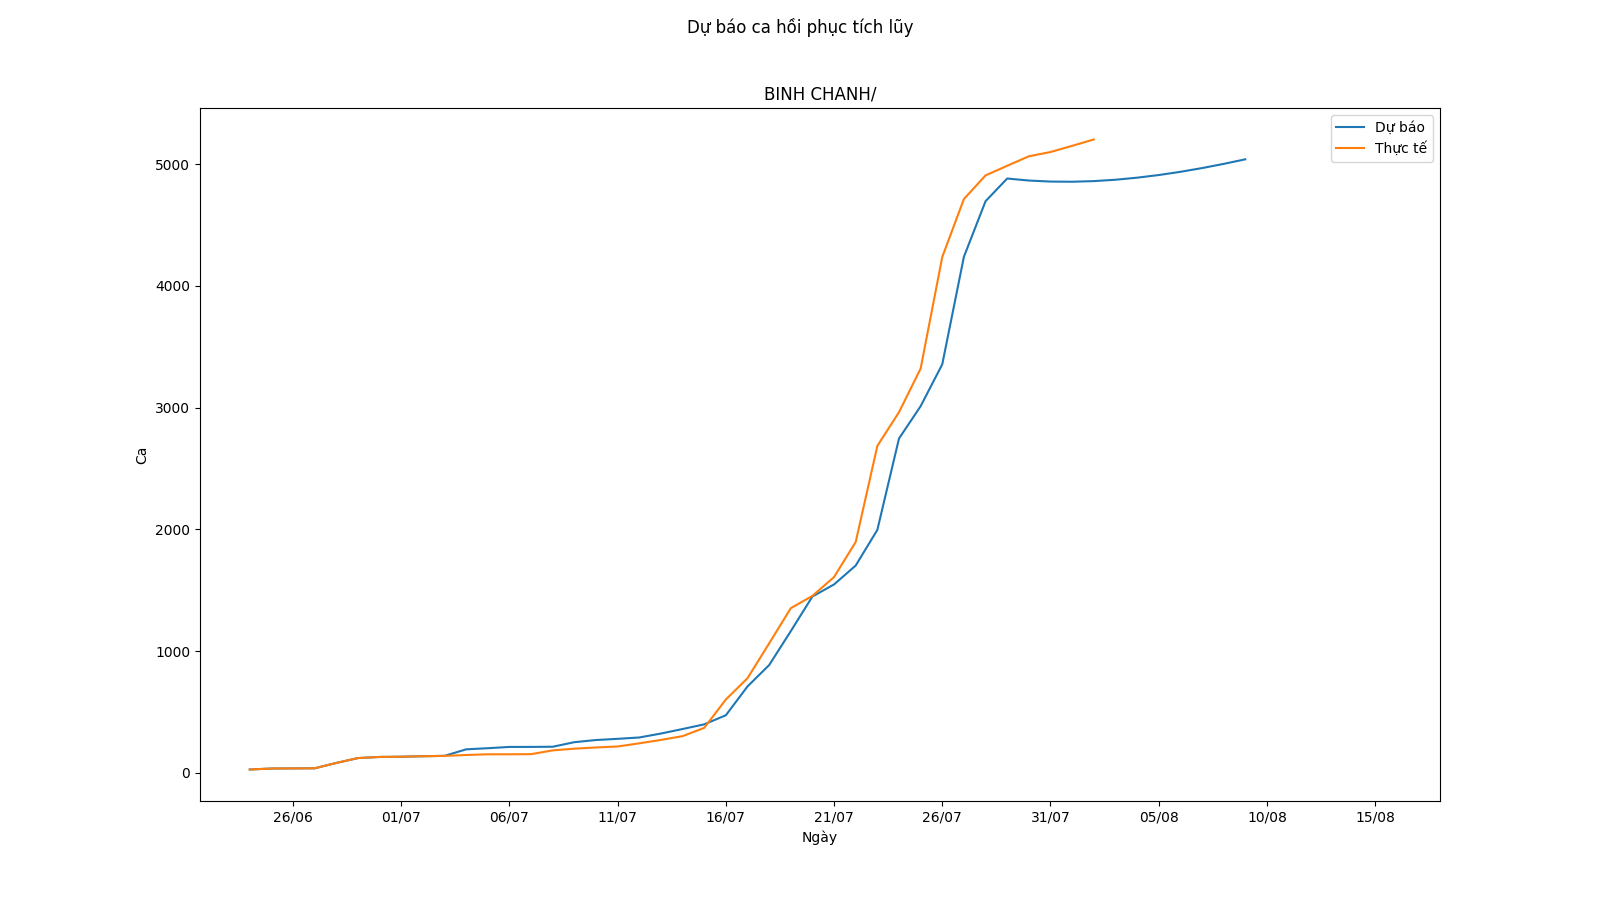 Dự báo ca hồi phục tích lũy
BINH CHANH/
Dự báo
Thực tế
5000
4000
3000
2000
1000
0
Ca
26/06 01/07 06/07 11/07 16/07 21/07 26/07 31/07 05/08 10/08 15/08
Ngày